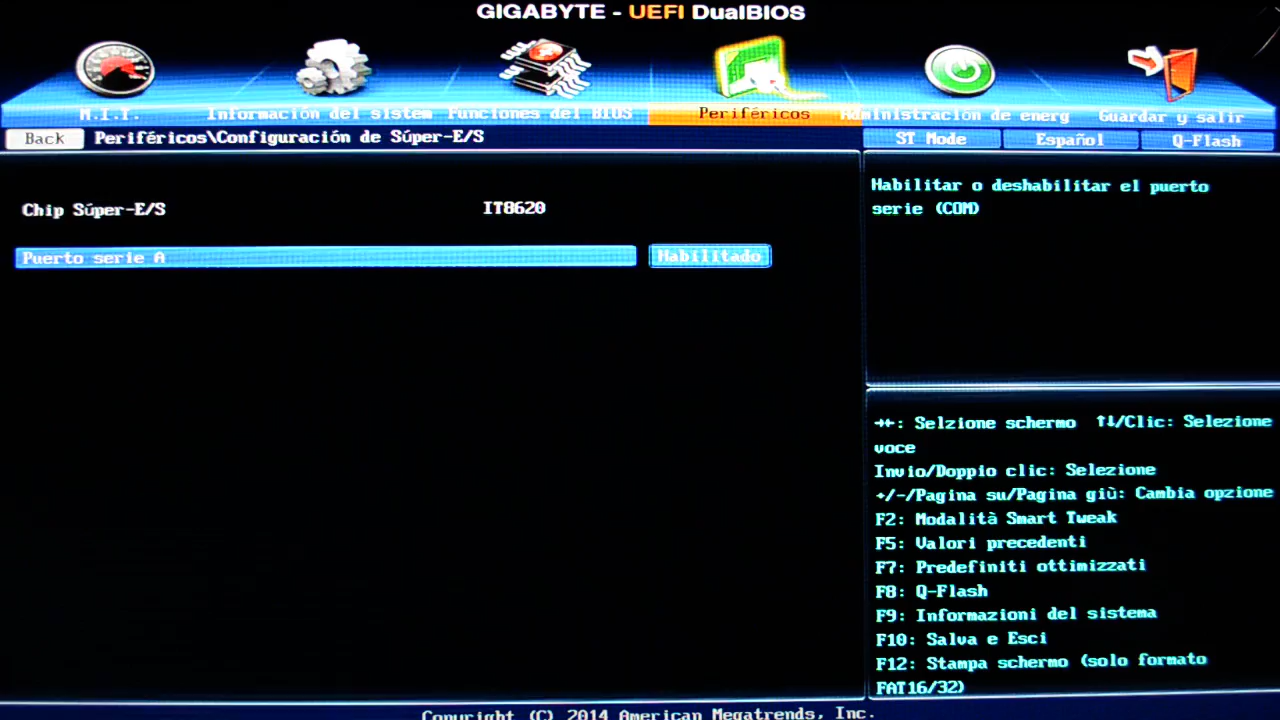 GIGABYTE - UEFI DualBIOS
M.I.T. Información del sistem Funciones del BIOS Periféricos Administración de energ Guardar y salir
Back Periféricos\Configuración de Súper-E/S ST Mode Español Q-Flash
Chip Súper-E/S IT8620
Puerto serie A Habilitado
Habilitar o deshabilitar el puerto
serie (COM)
→←: Selzione schermo ↑↓/Clic: Selezione
voce
Invio/Doppio clic: Selezione
+/-/Pagina su/Pagina giù: Cambia opzione
F2: Modalità Smart Tweak
F5: Valori precedenti
F7: Predefiniti ottimizzati
F8: Q-Flash
F9: Informazioni del sistema
F10: Salva e Esci
F12: Stampa schermo (solo formato
FAT16/32)
Copyright (C) 2014 American Megatrends, Inc.